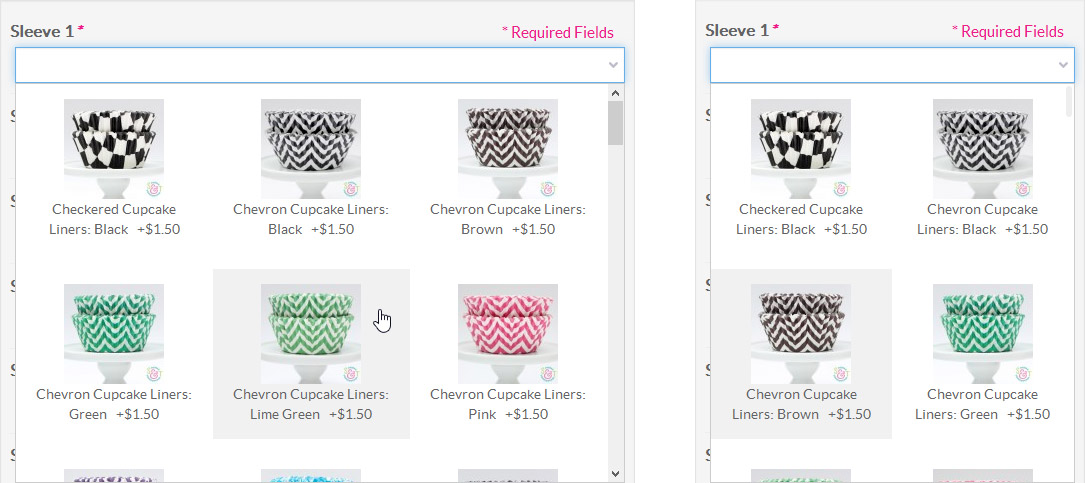 Sleeve 1 *
* Required Fields
Checkered Cupcake
Liners: Black +$1.50
Chevron Cupcake Liners:
Black +$1.50
Chevron Cupcake Liners:
Brown +$1.50
Chevron Cupcake Liners:
Green +$1.50
Chevron Cupcake Liners:
Lime Green +$1.50
Chevron Cupcake Liners:
Pink +$1.50
S
S
S
S
S
Sleeve 1 *
* Required Fields
Checkered Cupcake
Liners: Black +$1.50
Chevron Cupcake
Liners: Black +$1.50
Chevron Cupcake
Liners: Brown +$1.50
Chevron Cupcake
Liners: Green +$1.50
S
S
S
S
S